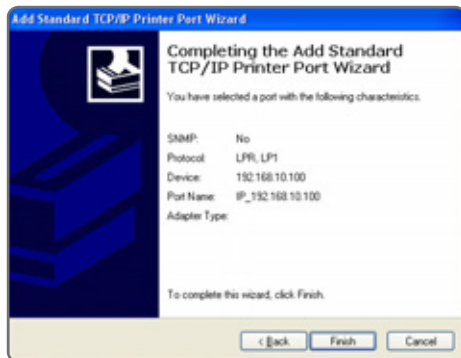 Add Standard TCP/IP Printer Port Wizard
Completing the Add Standard
TCP/IP Printer Port Wizard
You have selected a port with the following characteristics.
SNMP: No
Protocol: LPR, LP1
Device: 192.168.10.100
Port Name: IP_192.168.10.100
Adapter Type:
To complete this wizard, click Finish.
< Back Finish Cancel